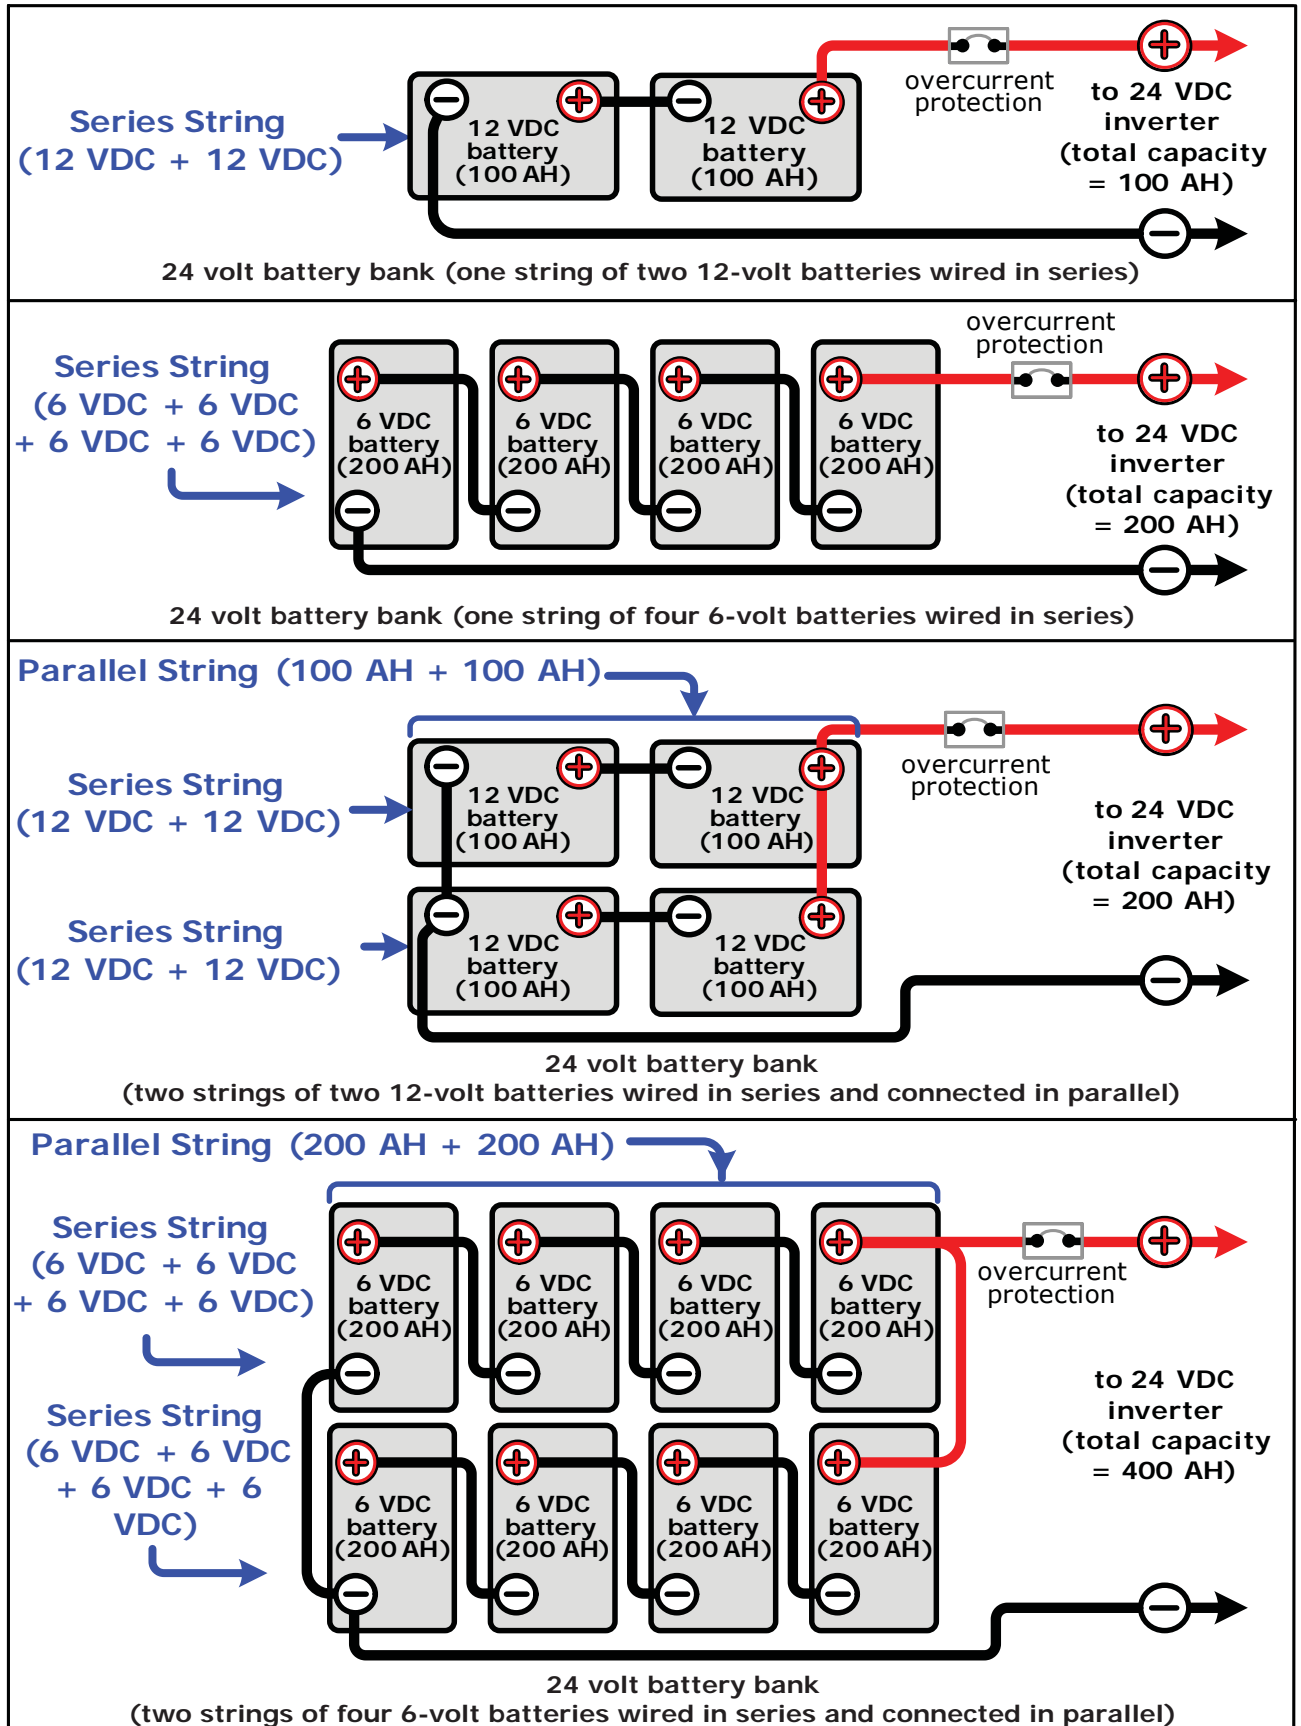 Series String
(12 VDC + 12 VDC)
12 VDC
battery
(100 AH)
12 VDC
battery
(100 AH)
overcurrent
protection
to 24 VDC
inverter
(total capacity
= 100 AH)
24 volt battery bank (one string of two 12-volt batteries wired in series)
Series String
(6 VDC + 6 VDC
+ 6 VDC + 6 VDC)
6 VDC
battery
(200 AH)
6 VDC
battery
(200 AH)
6 VDC
battery
(200 AH)
6 VDC
battery
(200 AH)
overcurrent
protection
to 24 VDC
inverter
(total capacity
= 200 AH)
24 volt battery bank (one string of four 6-volt batteries wired in series)
Parallel String (100 AH + 100 AH)
Series String
(12 VDC + 12 VDC)
12 VDC
battery
(100 AH)
12 VDC
battery
(100 AH)
overcurrent
protection
to 24 VDC
inverter
(total capacity
= 200 AH)
Series String
(12 VDC + 12 VDC)
12 VDC
battery
(100 AH)
12 VDC
battery
(100 AH)
24 volt battery bank
(two strings of two 12-volt batteries wired in series and connected in parallel)
Parallel String (200 AH + 200 AH)
Series String
(6 VDC + 6 VDC
+ 6 VDC + 6 VDC)
6 VDC
battery
(200 AH)
6 VDC
battery
(200 AH)
6 VDC
battery
(200 AH)
6 VDC
battery
(200 AH)
overcurrent
protection
to 24 VDC
inverter
(total capacity
= 400 AH)
Series String
(6 VDC + 6 VDC
+ 6 VDC + 6
VDC)
6 VDC
battery
(200 AH)
6 VDC
battery
(200 AH)
6 VDC
battery
(200 AH)
6 VDC
battery
(200 AH)
24 volt battery bank
(two strings of four 6-volt batteries wired in series and connected in parallel)